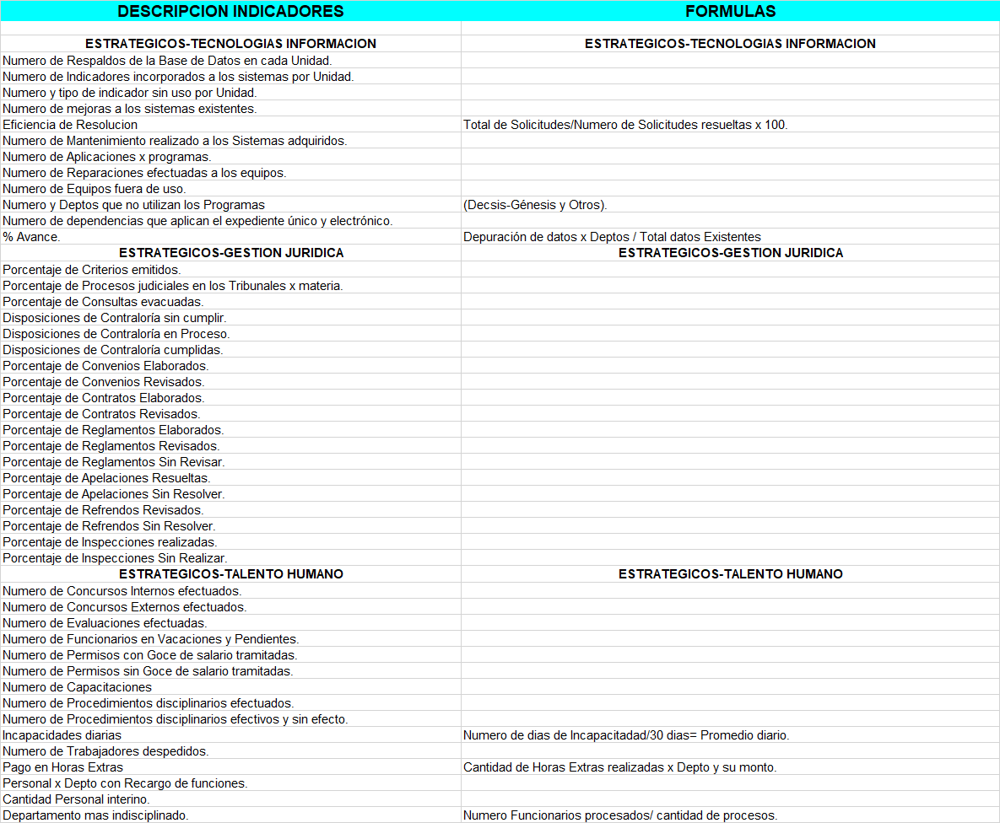 DESCRIPCION INDICADORES FORMULAS
ESTRATEGICOS-TECNOLOGIAS INFORMACION ESTRATEGICOS-TECNOLOGIAS INFORMACION
Numero de Respaldos de la Base de Datos en cada Unidad.
Numero de Indicadores incorporados a los sistemas por Unidad.
Numero y tipo de indicador sin uso por Unidad.
Numero de mejoras a los sistemas existentes.
Eficiencia de Resolucion Total de Solicitudes/Numero de Solicitudes resueltas x 100.
Numero de Mantenimiento realizado a los Sistemas adquiridos.
Numero de Aplicaciones x programas.
Numero de Reparaciones efectuadas a los equipos.
Numero de Equipos fuera de uso.
Numero y Deptos que no utilizan los Programas (Decsis-Génesis y Otros).
Numero de dependencias que aplican el expediente único y electrónico.
% Avance. Depuración de datos x Deptos / Total datos Existentes
ESTRATEGICOS-GESTION JURIDICA ESTRATEGICOS-GESTION JURIDICA
Porcentaje de Criterios emitidos.
Porcentaje de Procesos judiciales en los Tribunales x materia.
Porcentaje de Consultas evacuadas.
Disposiciones de Contraloría sin cumplir.
Disposiciones de Contraloría en Proceso.
Disposiciones de Contraloría cumplidas.
Porcentaje de Convenios Elaborados.
Porcentaje de Convenios Revisados.
Porcentaje de Contratos Elaborados.
Porcentaje de Contratos Revisados.
Porcentaje de Reglamentos Elaborados.
Porcentaje de Reglamentos Revisados.
Porcentaje de Reglamentos Sin Revisar.
Porcentaje de Apelaciones Resueltas.
Porcentaje de Apelaciones Sin Resolver.
Porcentaje de Refrendos Revisados.
Porcentaje de Refrendos Sin Resolver.
Porcentaje de Inspecciones realizadas.
Porcentaje de Inspecciones Sin Realizar.
ESTRATEGICOS-TALENTO HUMANO ESTRATEGICOS-TALENTO HUMANO
Numero de Concursos Internos efectuados.
Numero de Concursos Externos efectuados.
Numero de Evaluaciones efectuadas.
Numero de Funcionarios en Vacaciones y Pendientes.
Numero de Permisos con Goce de salario tramitadas.
Numero de Permisos sin Goce de salario tramitadas.
Numero de Capacitaciones
Numero de Procedimientos disciplinarios efectuados.
Numero de Procedimientos disciplinarios efectivos y sin efecto.
Incapacidades diarias Numero de dias de Incapacitadad/30 dias= Promedio diario.
Numero de Trabajadores despedidos.
Pago en Horas Extras Cantidad de Horas Extras realizadas x Depto y su monto.
Personal x Depto con Recargo de funciones.
Cantidad Personal interino.
Departamento mas indisciplinado. Numero Funcionarios procesados/ cantidad de procesos.